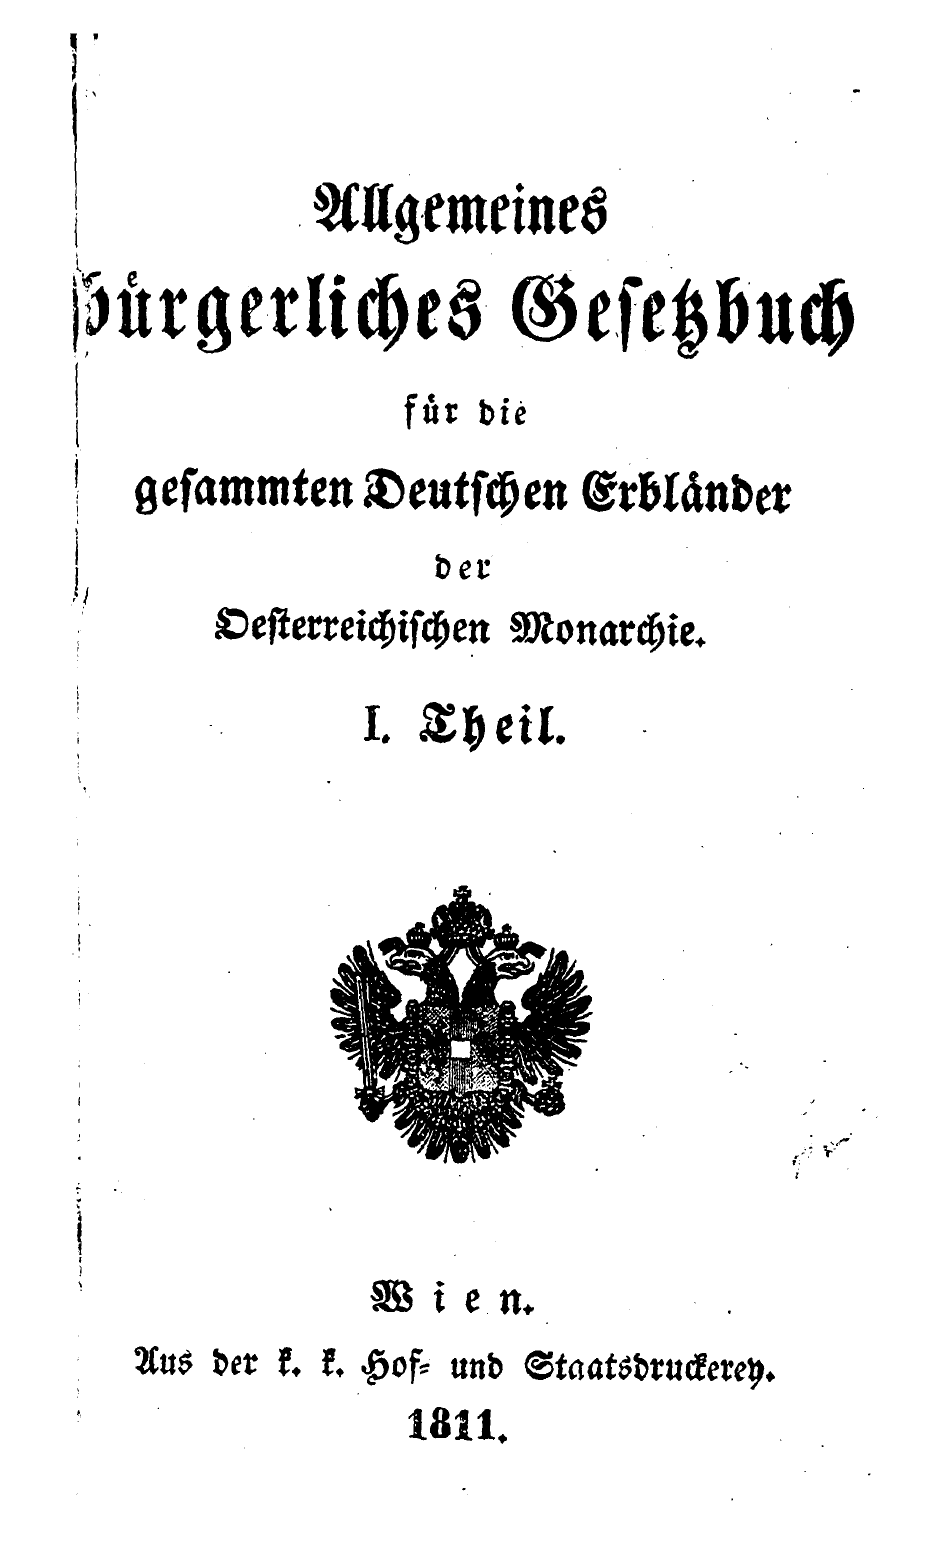 Allgemeines
bürgerliches Gesetzbuch
für die
gesammten Deutschen Erbländer
der
Oesterreichischen Monarchie.
I. Theil.
Wien.
Aus der k. k. Hof- und Staatsdruckerey.
1811.